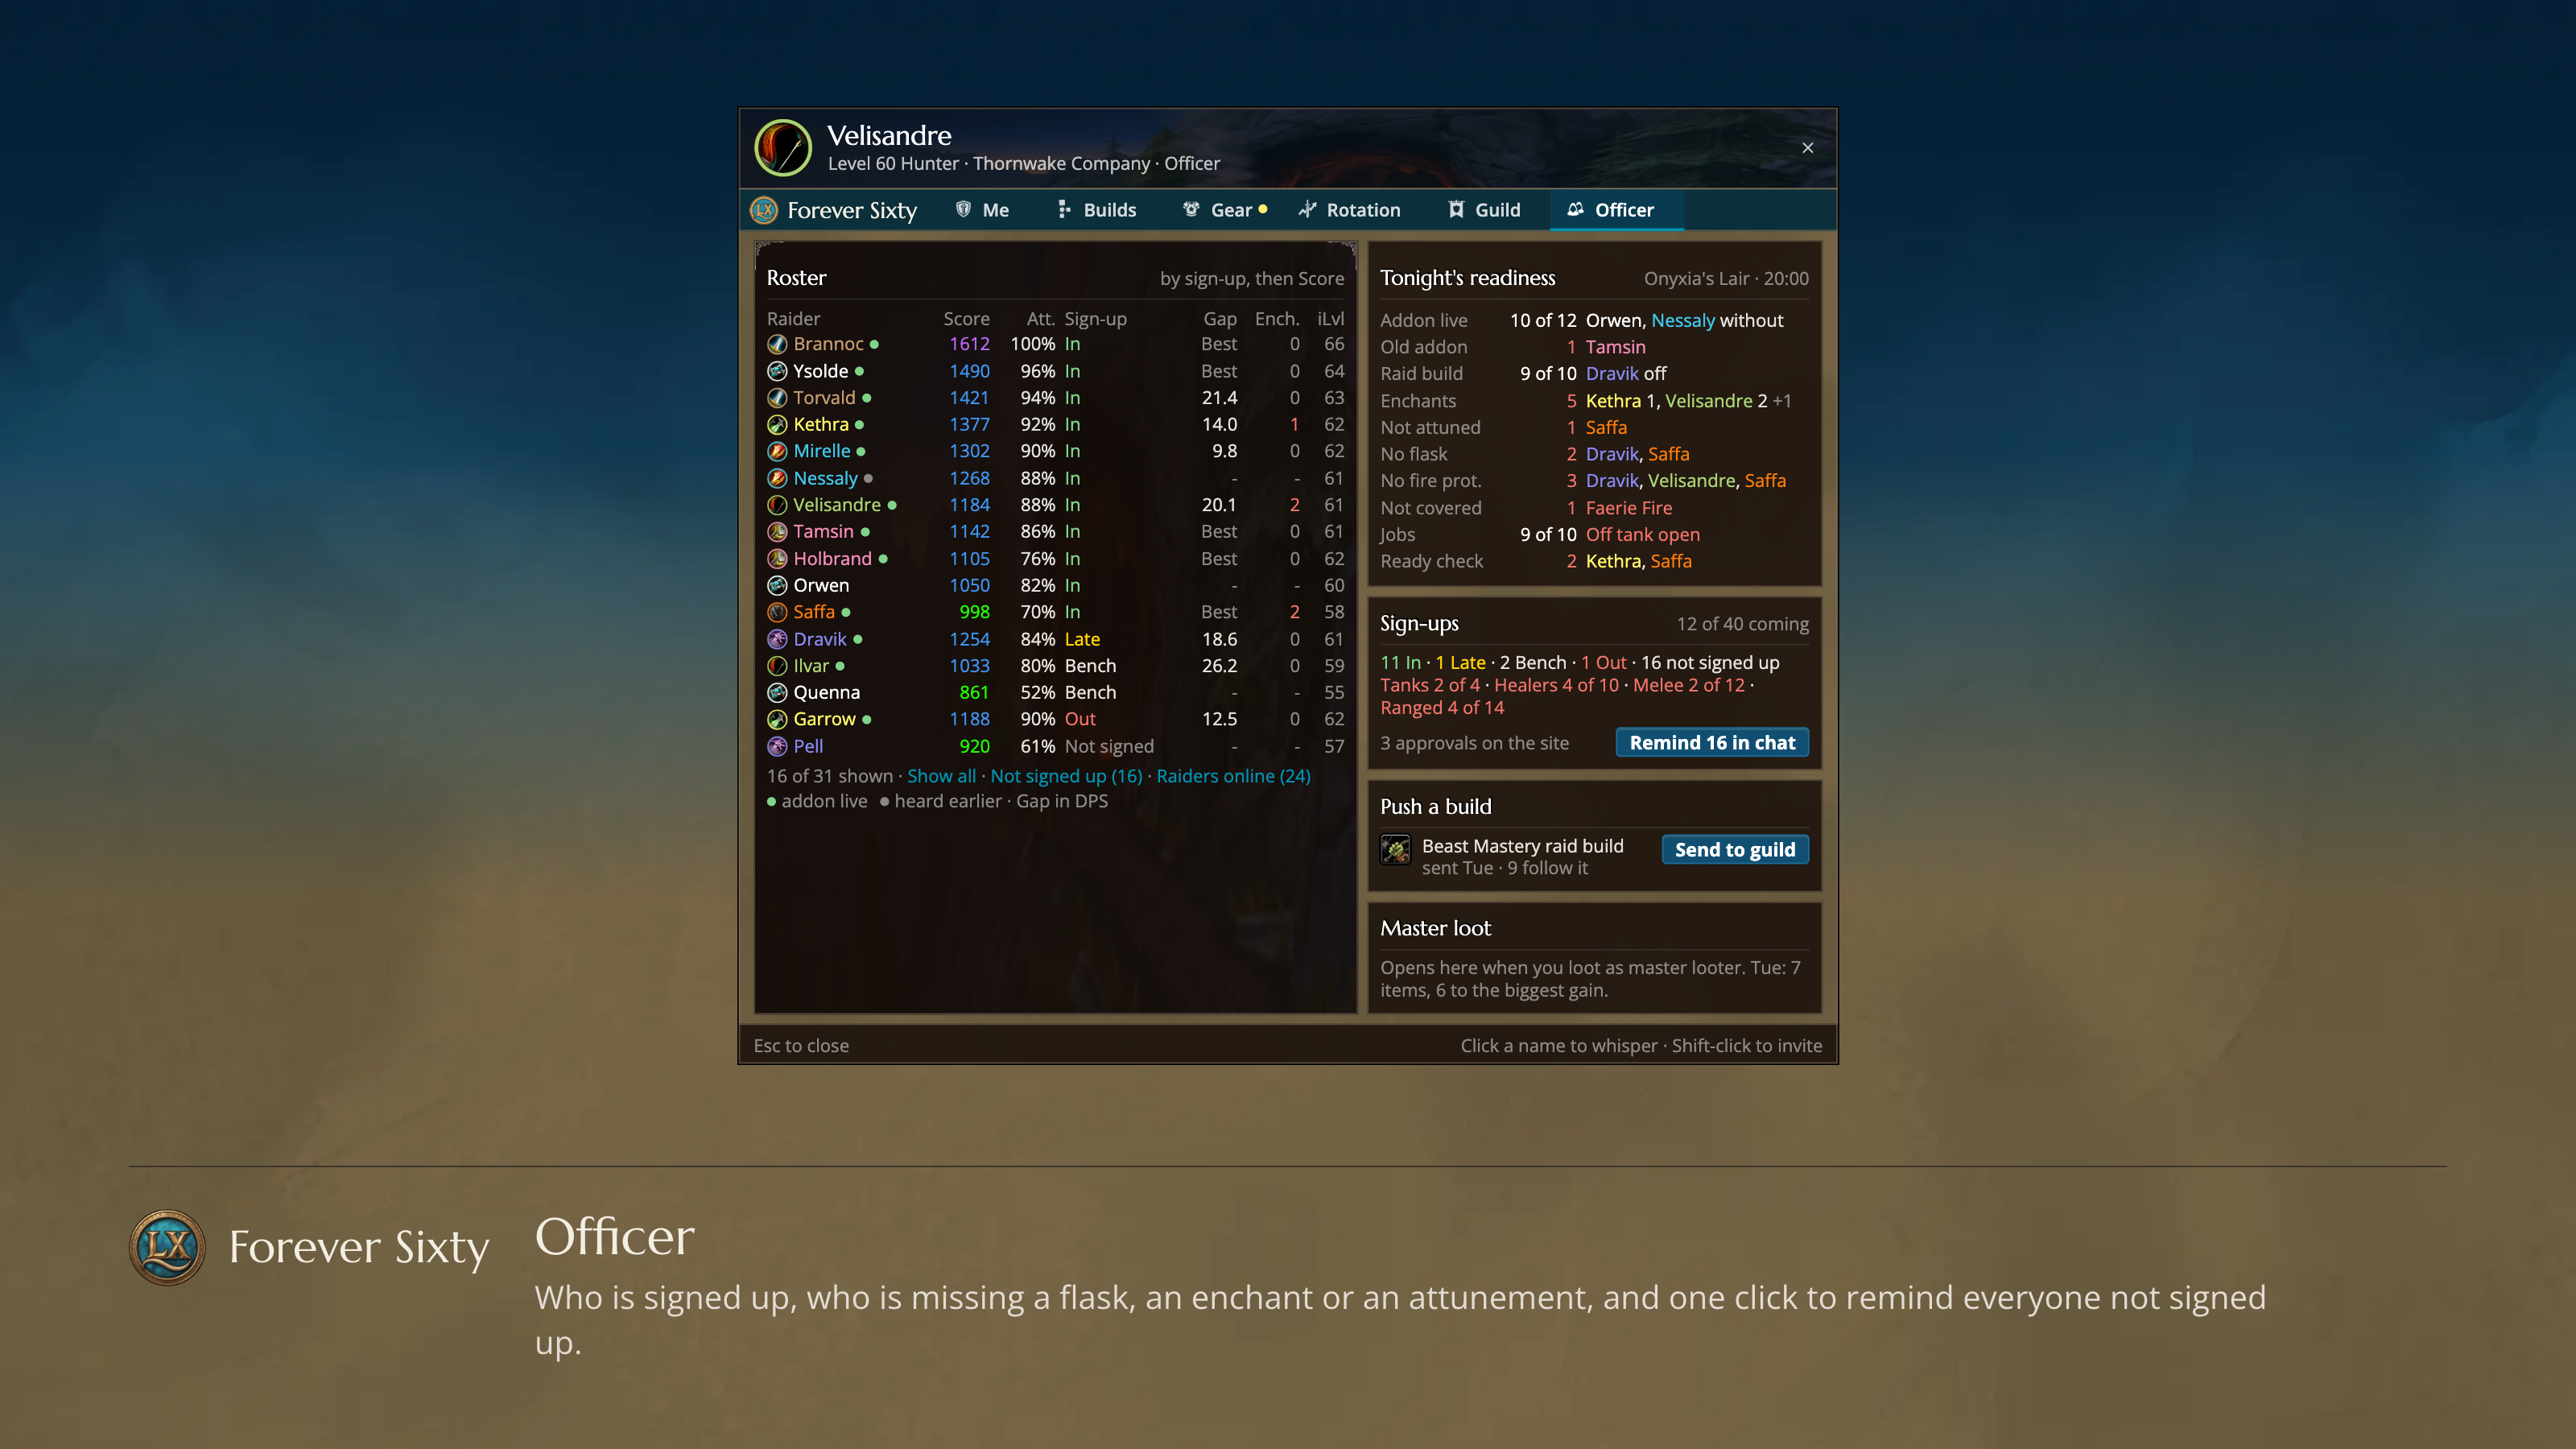 Velisandre
Level 60 Hunter · Thornwake Company · Officer
×
LX Forever Sixty Me Builds Gear Rotation Guild Officer
Roster by sign-up, then Score
Raider Score Att. Sign-up Gap Ench. iLvl
Brannoc 1612 100% In Best 0 66
Ysolde 1490 96% In Best 0 64
Torvald 1421 94% In 21.4 0 63
Kethra 1377 92% In 14.0 1 62
Mirelle 1302 90% In 9.8 0 62
Nessaly 1268 88% In - - 61
Velisandre 1184 88% In 20.1 2 61
Tamsin 1142 86% In Best 0 61
Holbrand 1105 76% In Best 0 62
Orwen 1050 82% In - - 60
Saffa 998 70% In Best 2 58
Dravik 1254 84% Late 18.6 0 61
Ilvar 1033 80% Bench 26.2 0 59
Quenna 861 52% Bench - - 55
Garrow 1188 90% Out 12.5 0 62
Pell 920 61% Not signed - - 57
16 of 31 shown · Show all · Not signed up (16) · Raiders online (24)
addon live heard earlier · Gap in DPS
Tonight's readiness Onyxia's Lair · 20:00
Addon live 10 of 12 Orwen, Nessaly without
Old addon 1 Tamsin
Raid build 9 of 10 Dravik off
Enchants 5 Kethra 1, Velisandre 2 +1
Not attuned 1 Saffa
No flask 2 Dravik, Saffa
No fire prot. 3 Dravik, Velisandre, Saffa
Not covered 1 Faerie Fire
Jobs 9 of 10 Off tank open
Ready check 2 Kethra, Saffa
Sign-ups 12 of 40 coming
11 In · 1 Late · 2 Bench · 1 Out · 16 not signed up
Tanks 2 of 4 · Healers 4 of 10 · Melee 2 of 12 ·
Ranged 4 of 14
3 approvals on the site Remind 16 in chat
Push a build
Beast Mastery raid build Send to guild
sent Tue · 9 follow it
Master loot
Opens here when you loot as master looter. Tue: 7
items, 6 to the biggest gain.
Esc to close Click a name to whisper · Shift-click to invite
LX Forever Sixty
Officer
Who is signed up, who is missing a flask, an enchant or an attunement, and one click to remind everyone not signed
up.